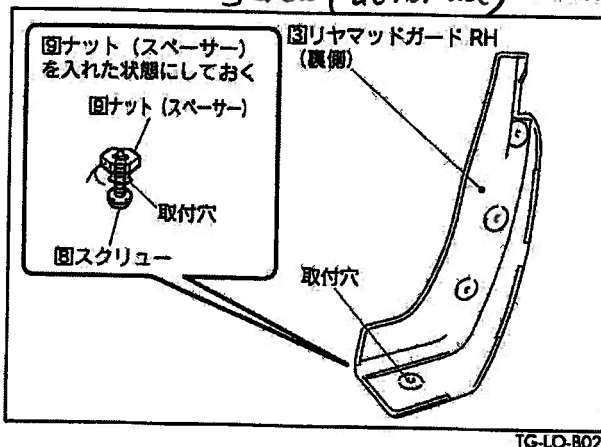 ⑨ナット（スペーサー）
を入れた状態にしておく
⑨ナット（スペーサー）
取付穴
⑧スクリュー
③リヤマッドガード RH
（裏側）
取付穴
TG-LO-B02